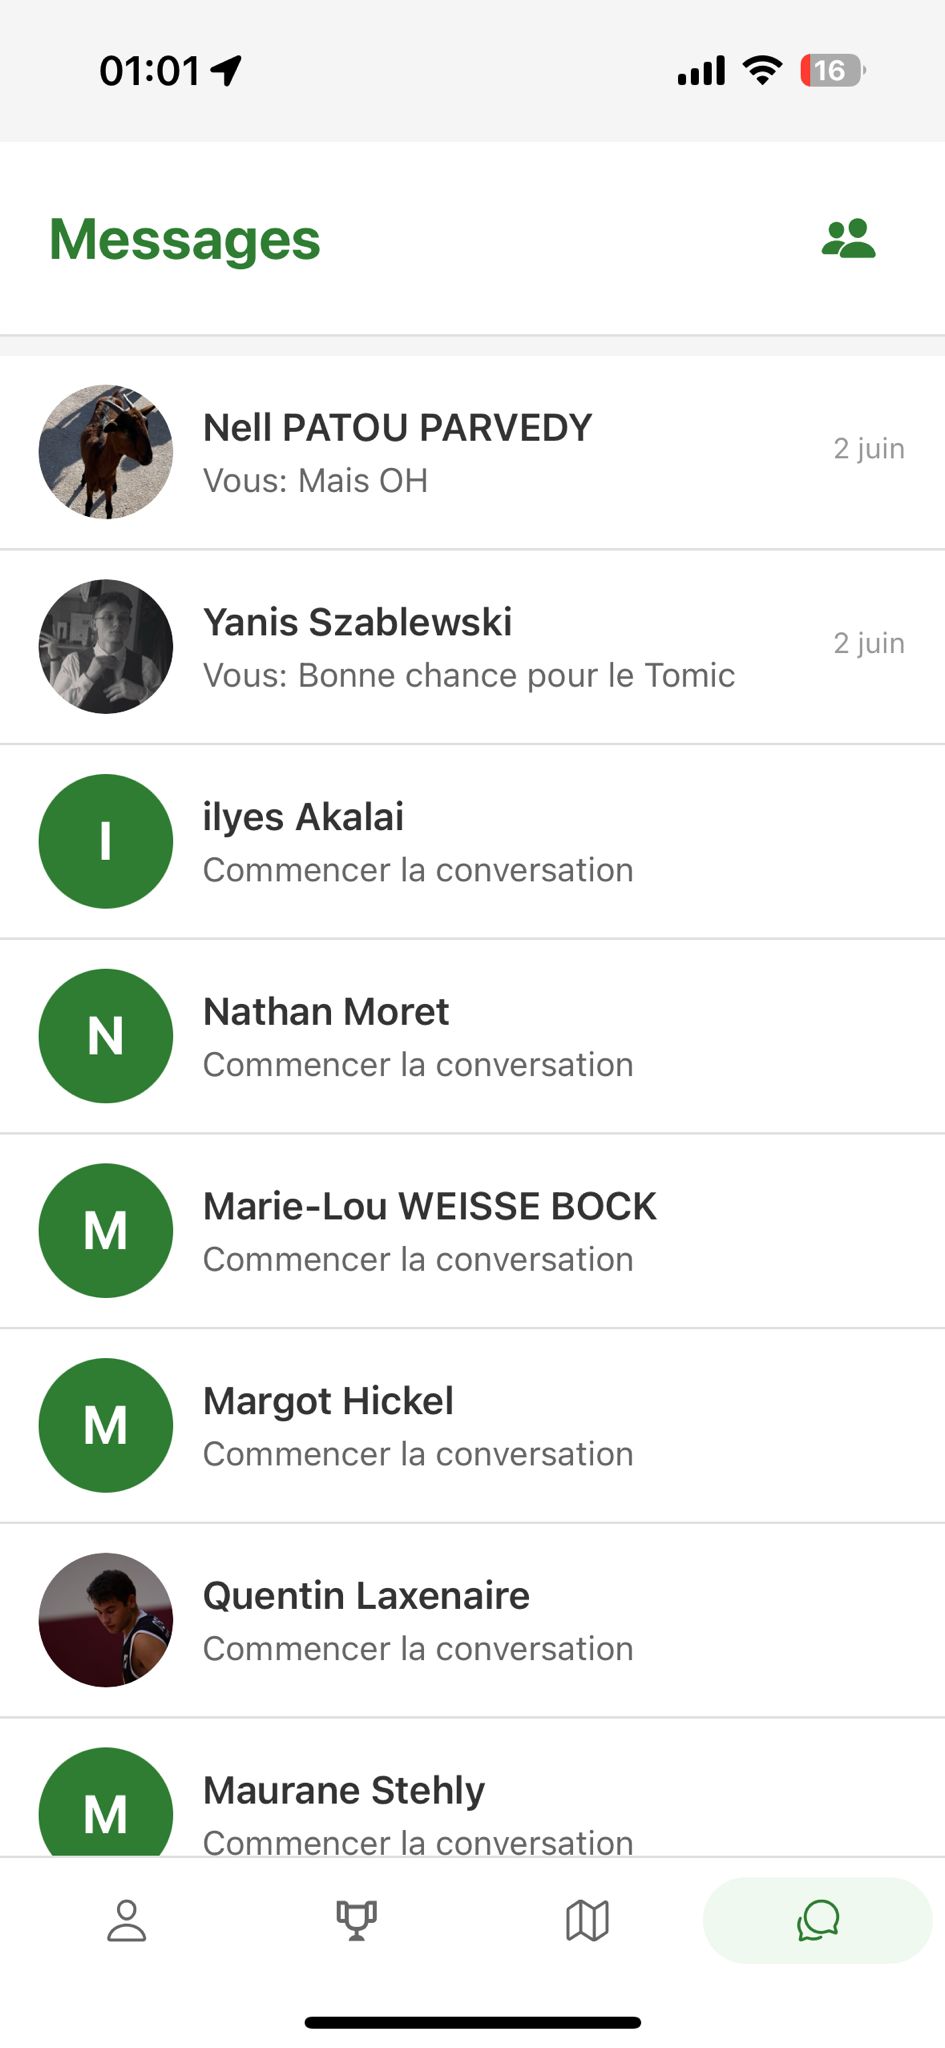 01:01
16
Messages
Nell PATOU PARVEDY
2 juin
Vous: Mais OH
Yanis Szablewski
2 juin
Vous: Bonne chance pour le Tomic
I
ilyes Akalai
Commencer la conversation
N
Nathan Moret
Commencer la conversation
M
Marie-Lou WEISSE BOCK
Commencer la conversation
M
Margot Hickel
Commencer la conversation
Quentin Laxenaire
Commencer la conversation
M
Maurane Stehly
Commencer la conversation